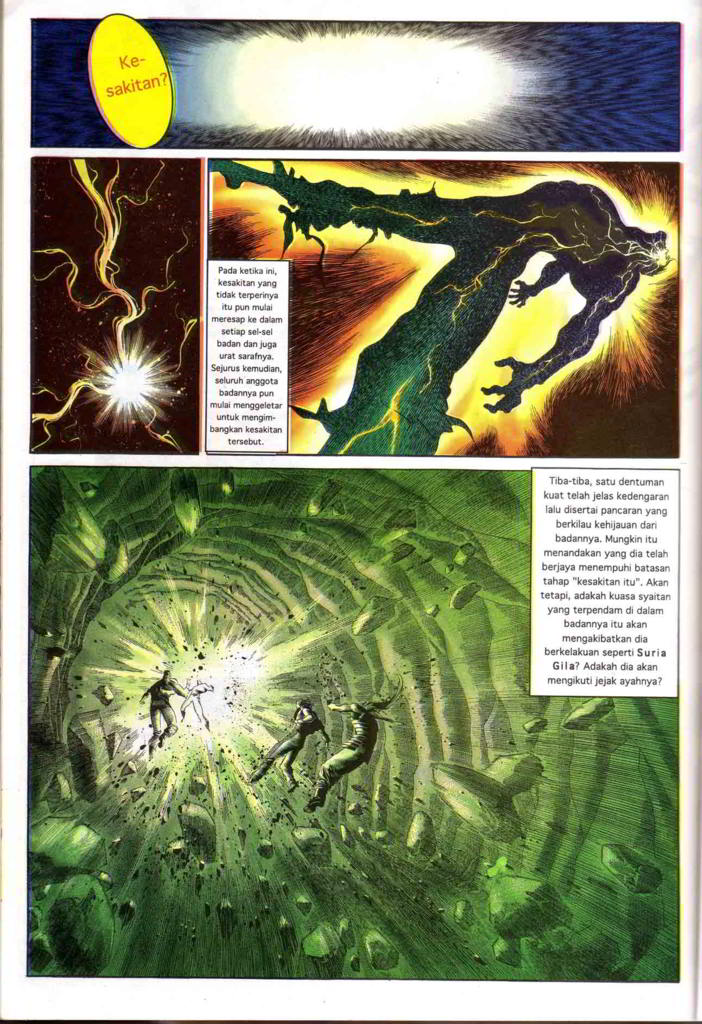 Ke-
sakitan?
Pada ketika ini,
kesakitan yang
tidak terperinya
itu pun mulai
meresap ke dalam
setiap sel-sel
badan dan juga
urat sarafnya.
Sejurus kemudian,
seluruh anggota
badannya pun
mulai menggeletar
untuk mengim-
bangkan kesakitan
tersebut.
Tiba-tiba, satu dentuman
kuat telah jelas kedengaran
lalu disertai pancaran yang
berkilau kehijauan dari
badannya. Mungkin itu
menandakan yang dia telah
berjaya menempuhi batasan
tahap "kesakitan itu". Akan
tetapi, adakah kuasa syaitan
yang terpendam di dalam
badannya itu akan
mengakibatkan dia
berkelakuan seperti Suria
Gila? Adakah dia akan
mengikuti jejak ayahnya?